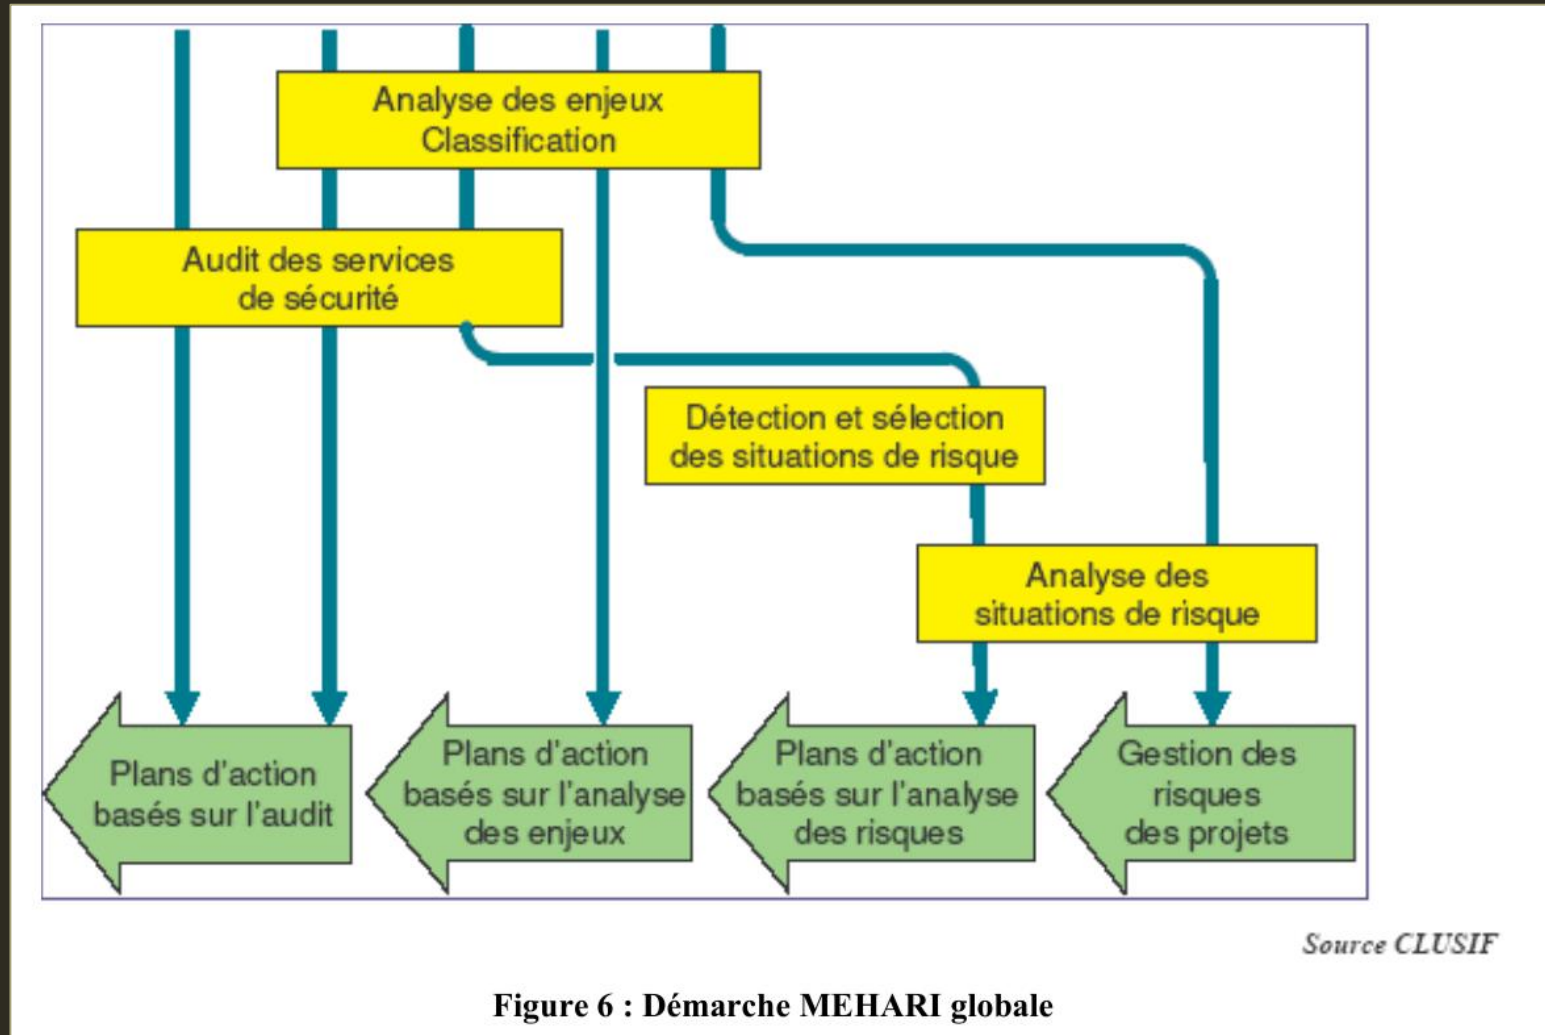 Analyse des enjeux
Classification
Audit des services
de sécurité
Détection et sélection
des situations de risque
Analyse des
situations de risque
Plans d'action
basés sur l'audit
Plans d'action
basés sur l'analyse
des enjeux
Plans d'action
basés sur l'analyse
des risques
Gestion des
risques
des projets
Source CLUSIF
Figure 6 : Démarche MEHARI globale